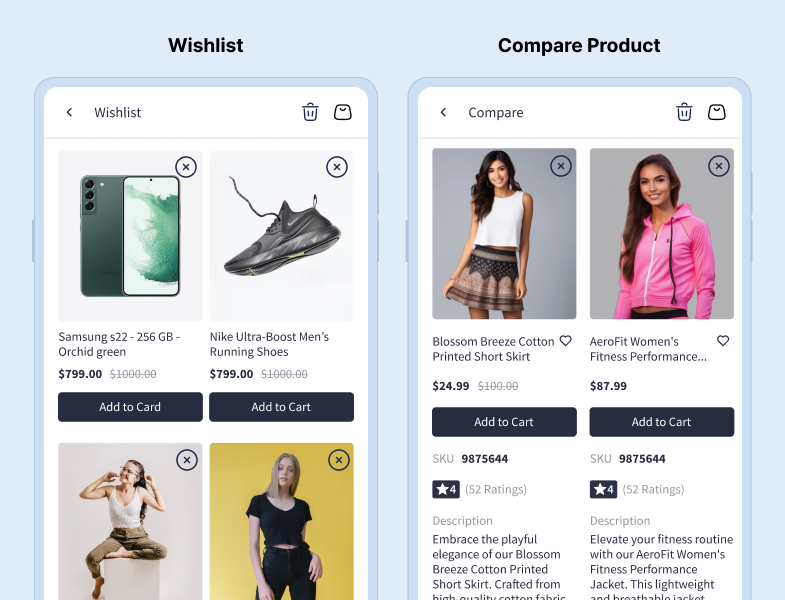 Wishlist
Compare Product
Wishlist
Samsung s22 - 256 GB -
Orchid green
$799.00 $1000.00
Add to Card
Nike Ultra-Boost Men's
Running Shoes
$799.00 $1000.00
Add to Cart
Compare
Blossom Breeze Cotton
Printed Short Skirt
$24.99 $100.00
Add to Cart
SKU 9875644
4 (52 Ratings)
Description
Embrace the playful
elegance of our Blossom
Breeze Cotton Printed
Short Skirt. Crafted from
high-quality cotton fabric
AeroFit Women's
Fitness Performance...
$87.99
Add to Cart
SKU 9875644
4 (52 Ratings)
Description
Elevate your fitness routine
with our AeroFit Women's
Fitness Performance
Jacket. This lightweight
and breathable jacket